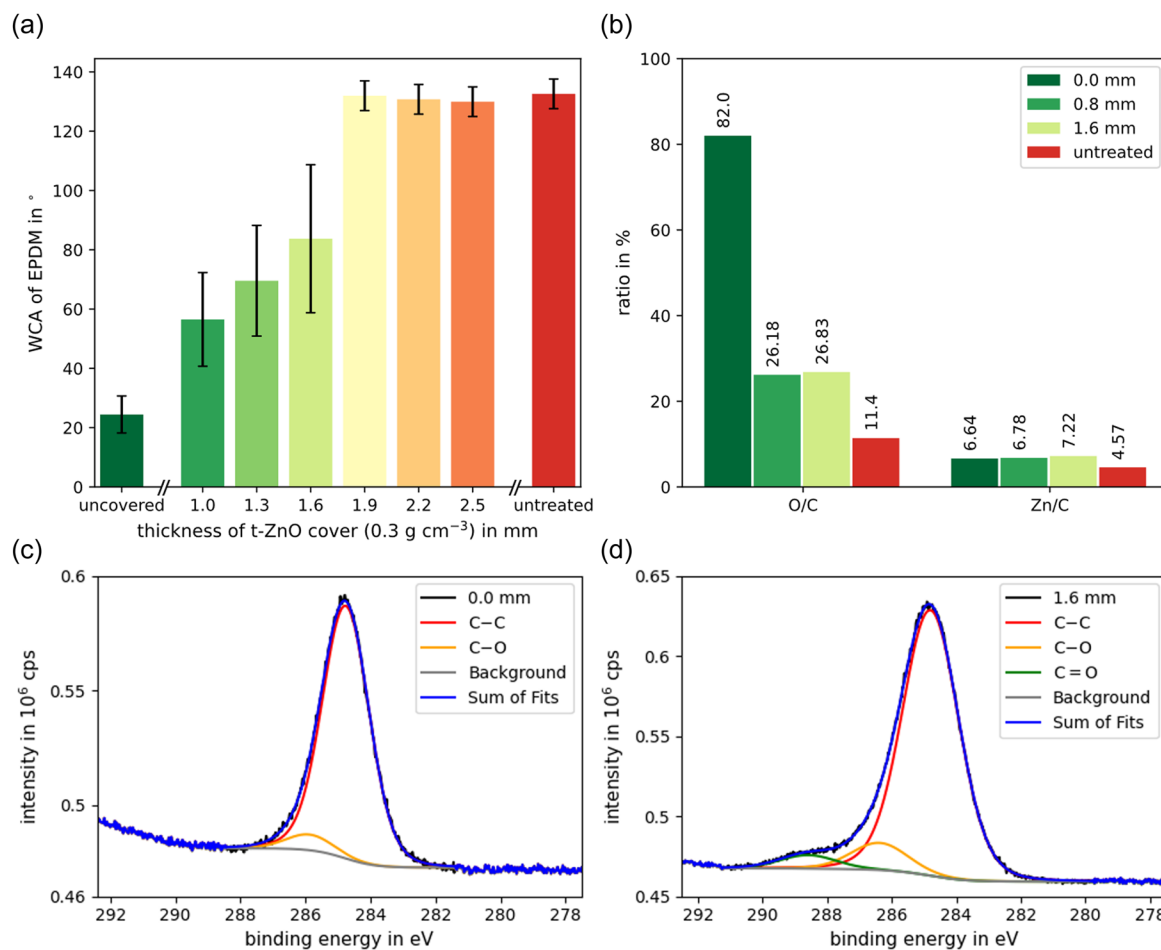 (a)
WCA of EPDM in °
140
120
100
80
60
40
20
0
uncovered 1.0 1.3 1.6 1.9 2.2 2.5 untreated
thickness of t-ZnO cover (0.3 g cm⁻³) in mm
(b)
ratio in %
100
80
60
40
20
0
0.0 mm
0.8 mm
1.6 mm
untreated
82.0
26.18
26.83
11.4
6.64
6.78
7.22
4.57
O/C Zn/C
(c)
intensity in 10⁶ cps
0.6
0.55
0.5
0.46
0.0 mm
C−C
C−O
Background
Sum of Fits
292 290 288 286 284 282 280 278
binding energy in eV
(d)
intensity in 10⁶ cps
0.65
0.6
0.55
0.5
0.45
1.6 mm
C−C
C−O
C=O
Background
Sum of Fits
292 290 288 286 284 282 280 278
binding energy in eV